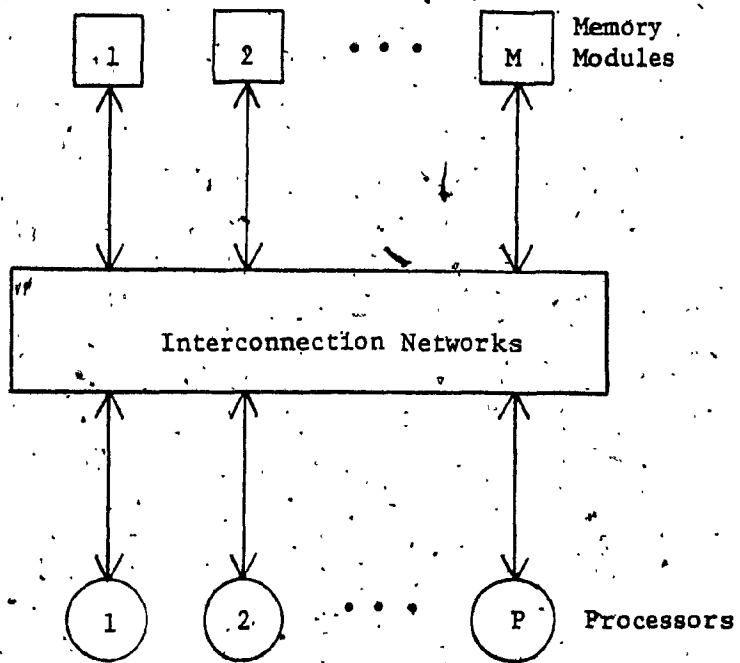 Memory
1 2 • • • M Modules
Interconnection Networks
1 2 • • • P Processors